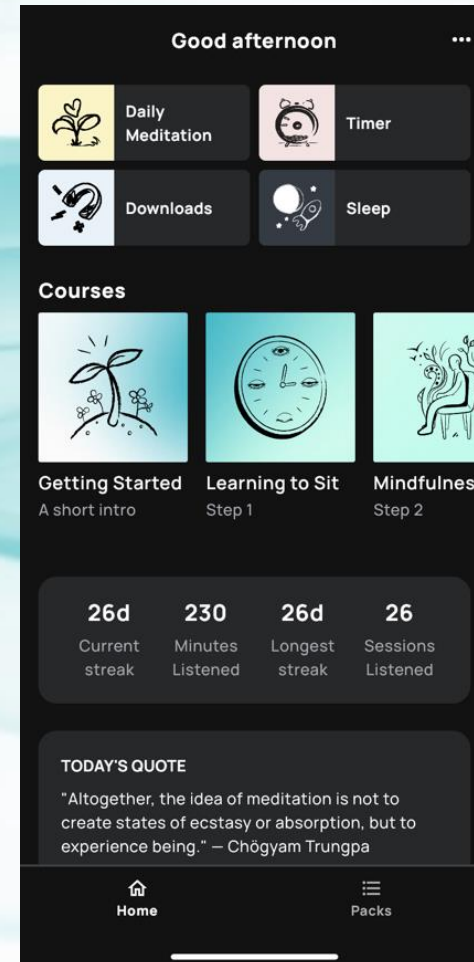 Good afternoon
Daily
Meditation
Timer
Downloads
Sleep
Courses
Getting Started
A short intro
Learning to Sit
Step 1
Mindfulnes
Step 2
26d
Current
streak
230
Minutes
Listened
26d
Longest
streak
26
Sessions
Listened
TODAY'S QUOTE
"Altogether, the idea of meditation is not to
create states of ecstasy or absorption, but to
experience being." — Chögyam Trungpa
Home
Packs